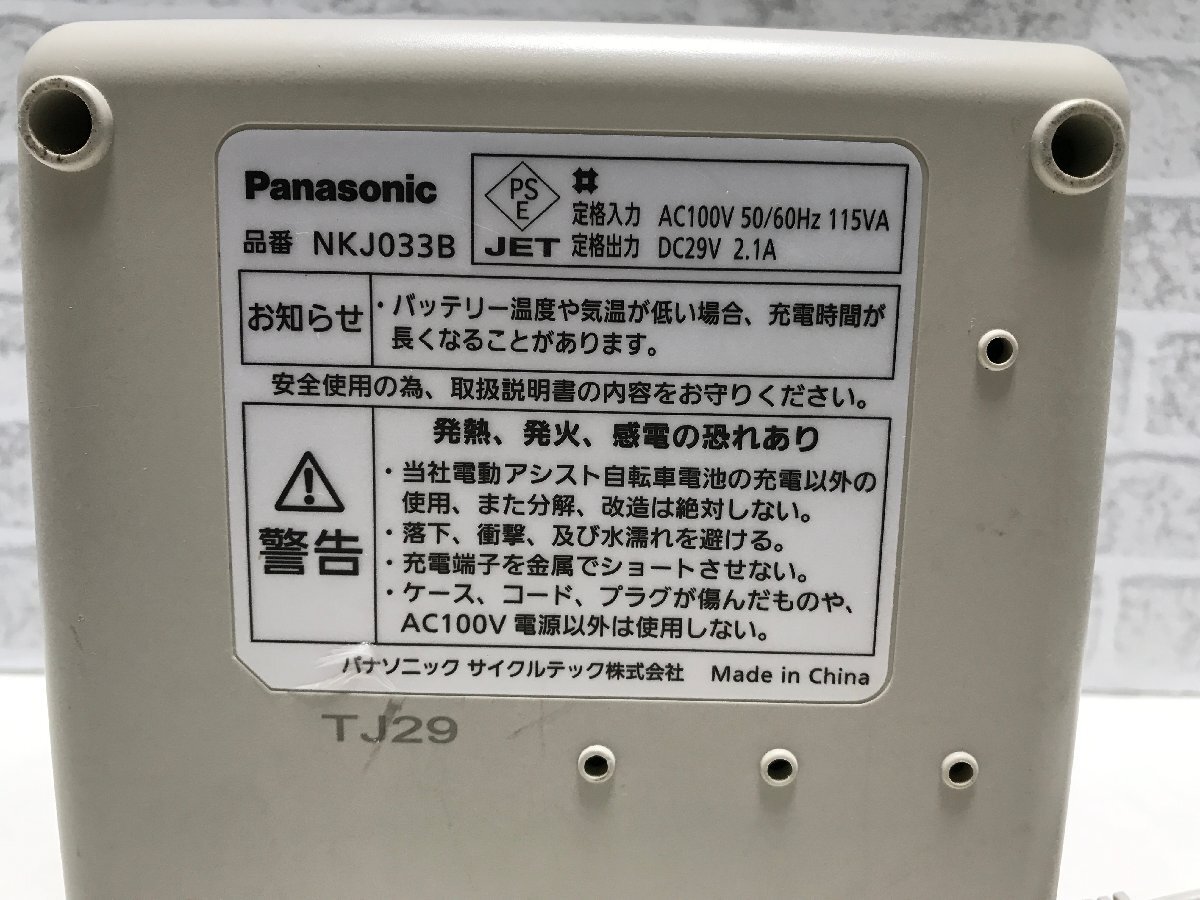 Panasonic
品番 NKJ033B
PS
E
JET
定格入力 AC100V 50/60Hz 115VA
定格出力 DC29V 2.1A
お知らせ
・バッテリー温度や気温が低い場合、充電時間が
長くなることがあります。
安全使用の為、取扱説明書の内容をお守りください。
警告
発熱、発火、感電の恐れあり
・当社電動アシスト自転車電池の充電以外の
使用、また分解、改造は絶対しない。
・落下、衝撃、及び水濡れを避ける。
・充電端子を金属でショートさせない。
・ケース、コード、プラグが傷んだものや、
AC100V 電源以外は使用しない。
パナソニック サイクルテック株式会社 Made in China
TJ29